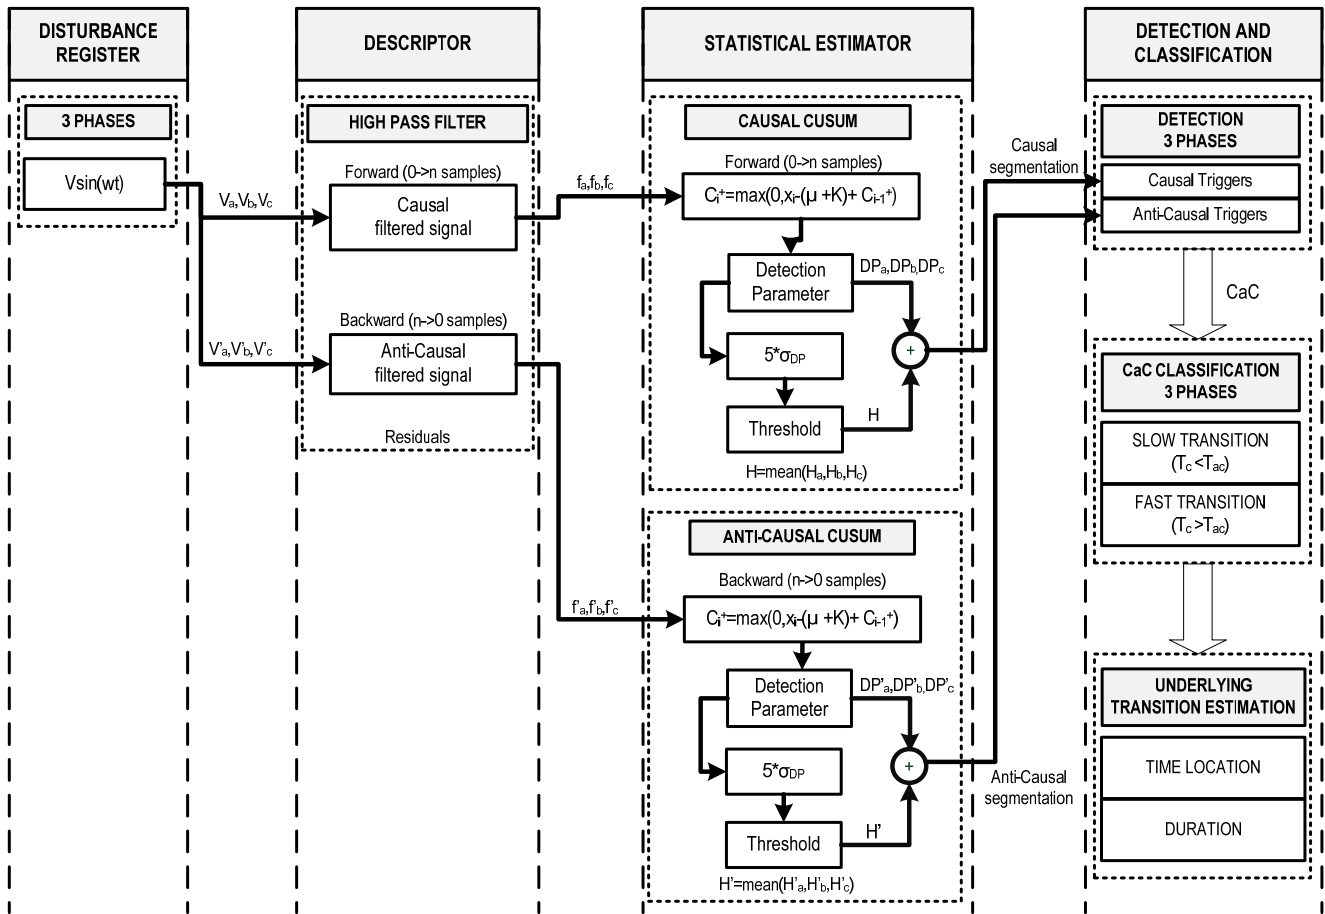 DISTURBANCE
REGISTER
3 PHASES
Vsin(wt)
Va,Vb,Vc
V'a,V'b,V'c
DESCRIPTOR
HIGH PASS FILTER
Forward (0->n samples)
Causal
filtered signal
Backward (n->0 samples)
Anti-Causal
filtered signal
Residuals
fa,fb,fc
f'a,f'b,f'c
STATISTICAL ESTIMATOR
CAUSAL CUSUM
Forward (0->n samples)
Ci+=max(0,xi-(μ +K)+ Ci-1+)
Detection
Parameter
DPa,DPb,DPc
5*σDP
+
Threshold
H
H=mean(Ha,Hb,Hc)
ANTI-CAUSAL CUSUM
Backward (n->0 samples)
Ci+=max(0,xi-(μ +K)+ Ci-1+)
Detection
Parameter
DP'a,DP'b,DP'c
5*σDP
+
Threshold
H'
H'=mean(H'a,H'b,H'c)
Causal
segmentation
Anti-Causal
segmentation
DETECTION AND
CLASSIFICATION
DETECTION
3 PHASES
Causal Triggers
Anti-Causal Triggers
CaC
CaC CLASSIFICATION
3 PHASES
SLOW TRANSITION
(Tc<Tac)
FAST TRANSITION
(Tc>Tac)
UNDERLYING
TRANSITION ESTIMATION
TIME LOCATION
DURATION